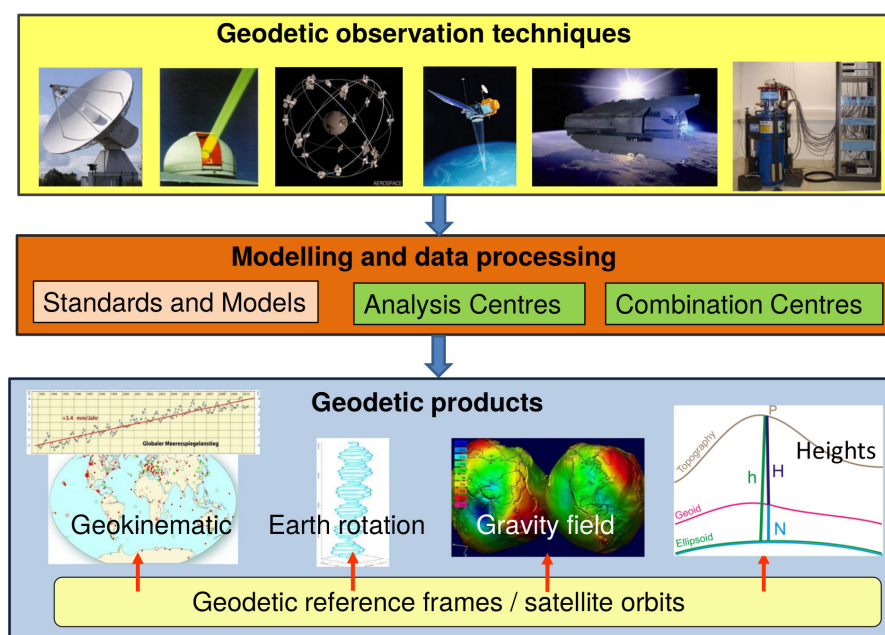 Geodetic observation techniques
AEROSPACE
Modelling and data processing
Standards and Models
Analysis Centres
Combination Centres
Geodetic products
+3.4 mm/Jahr
Globaler Meeresspiegelanstieg
Geokinematic
Earth rotation
Gravity field
P
Topography
Heights
h
H
Geoid
N
Ellipsoid
Geodetic reference frames / satellite orbits